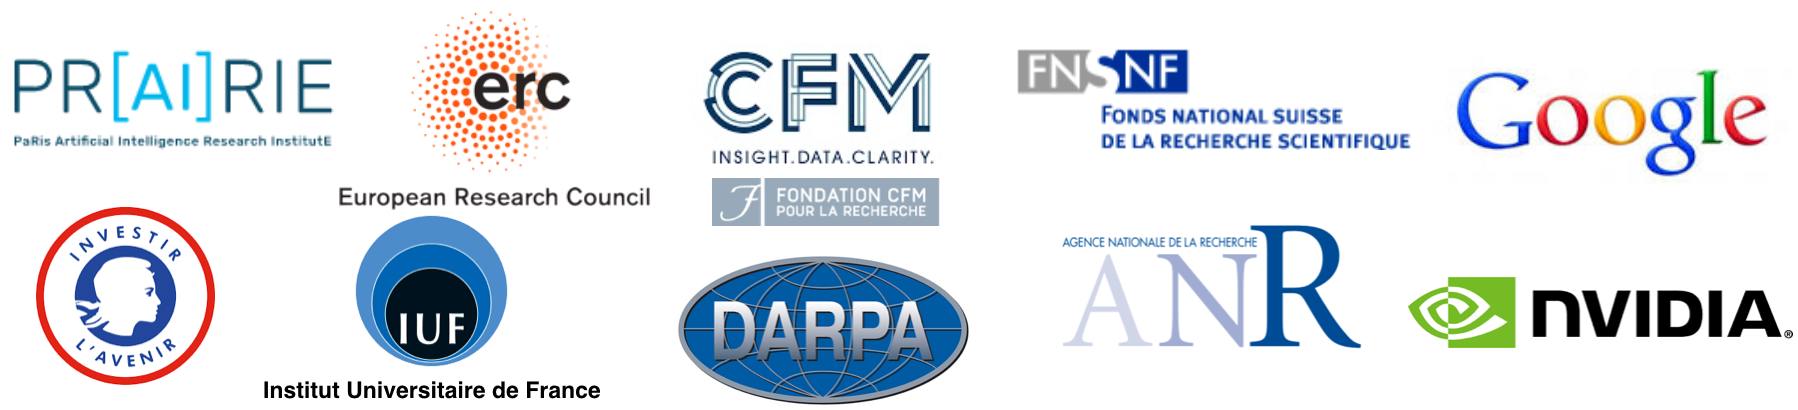 PR[AI]RIE
PaRis Artificial Intelligence Research InstitutE
erc
European Research Council
CFM
INSIGHT.DATA.CLARITY.
FONDATION CFM
POUR LA RECHERCHE
FNSNF
FONDS NATIONAL SUISSE
DE LA RECHERCHE SCIENTIFIQUE
Google
INVESTIR
L'AVENIR
IUF
Institut Universitaire de France
DARPA
AGENCE NATIONALE DE LA RECHERCHE
ANR
NVIDIA®